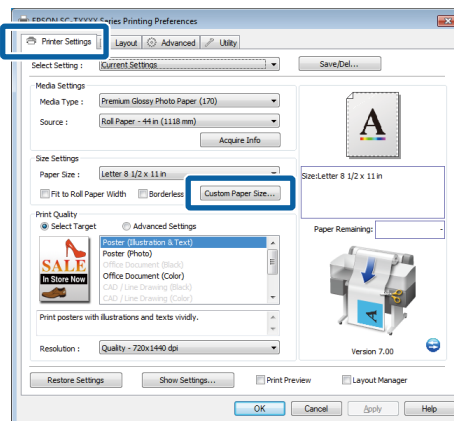 EPSON SC-TXXXX Series Printing Preferences
Printer Settings Layout Advanced Utility
Select Setting : Current Settings Save/Del...
Media Settings
Media Type : Premium Glossy Photo Paper (170)
Source : Roll Paper - 44 in (1118 mm)
Acquire Info
A
Size Settings
Paper Size : Letter 8 1/2 x 11 in
Size:Letter 8 1/2 x 11 in
Fit to Roll Paper Width Borderless Custom Paper Size...
Print Quality
Select Target Advanced Settings
Paper Remaining: -
Poster (Illustration & Text)
Poster (Photo)
Office Document (Black)
Office Document (Color)
CAD / Line Drawing (Black)
CAD / Line Drawing (Color)
SALE
In Store Now
Print posters with illustrations and texts vividly.
A
Resolution : Quality - 720x1440 dpi
Version 7.00
Restore Settings Show Settings... Print Preview Layout Manager
OK Cancel Apply Help